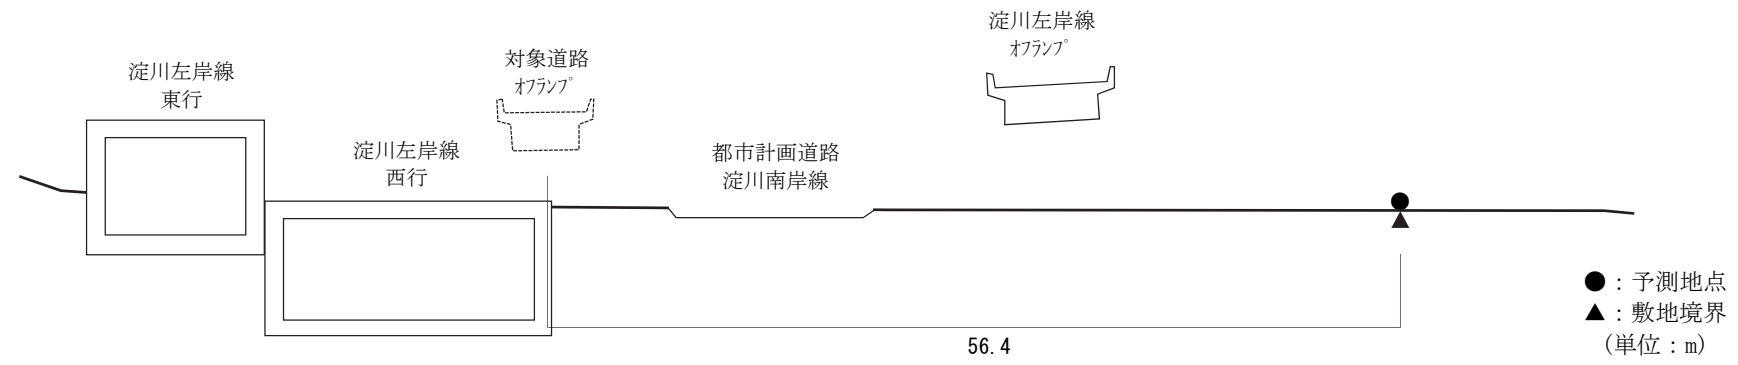 淀川左岸線
ｵﾌﾗﾝﾌﾟ
対象道路
ｵﾌﾗﾝﾌﾟ
淀川左岸線
東行
淀川左岸線
西行
都市計画道路
淀川南岸線
●：予測地点
▲：敷地境界
(単位：m)
56.4